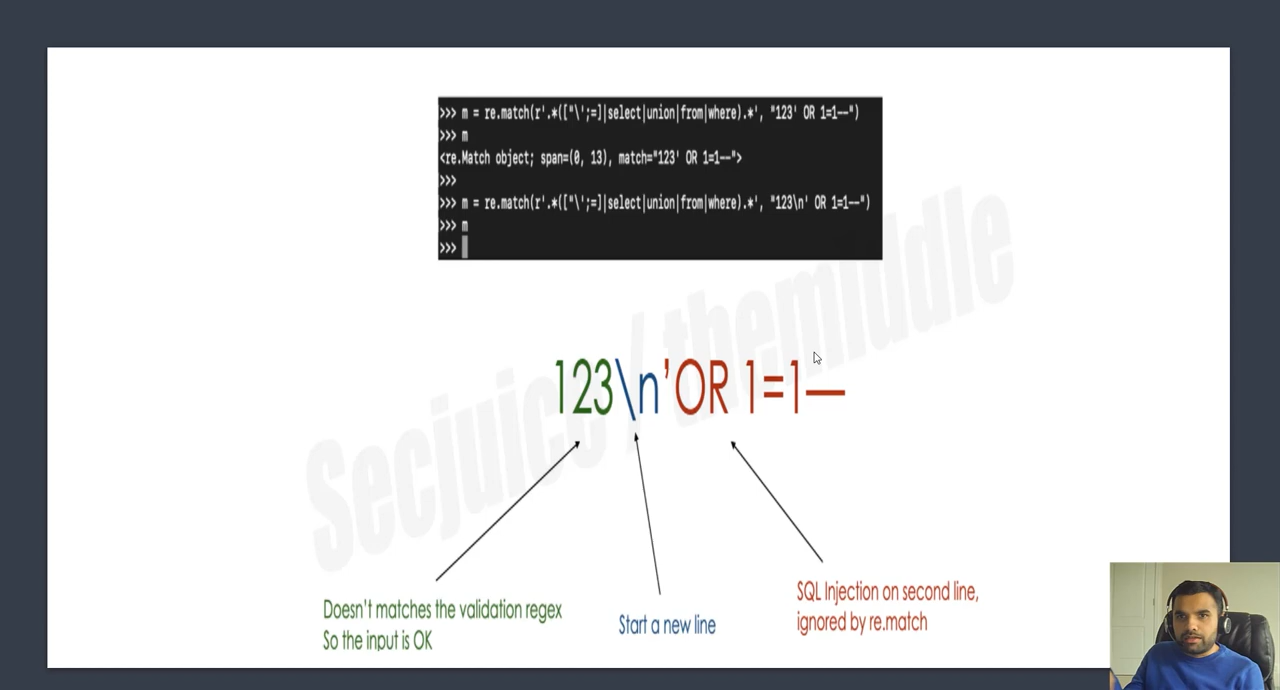 >>> m = re.match(r'.*(["\';=]|select|union|from|where).*', "123' OR 1=1--")
>>> m
<re.Match object; span=(0, 13), match="123' OR 1=1--">
>>>
>>> m = re.match(r'.*(["\';=]|select|union|from|where).*', "123\n' OR 1=1--")
>>> m
>>>
Secjuice / themiddle
123\n'OR 1=1—
Doesn't matches the validation regex
So the input is OK
Start a new line
SQL Injection on second line,
ignored by re.match